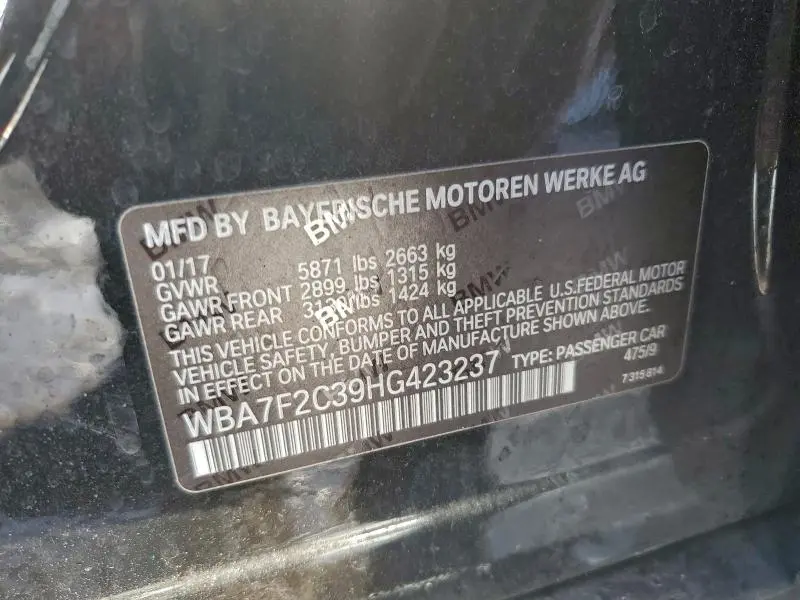 MFD BY BAYERISCHE MOTOREN WERKE AG
01/17
GVWR 5871 lbs 2663 kg
GAWR FRONT 2899 lbs 1315 kg
GAWR REAR lbs 1424 kg
THIS VEHICLE CONFORMS TO ALL APPLICABLE U.S.FEDERAL MOTOR
VEHICLE SAFETY, BUMPER AND THEFT PREVENTION STANDARDS
IN EFFECT ON THE DATE OF MANUFACTURE SHOWN ABOVE.
WBA7F2C39HG423237 TYPE: PASSENGER CAR
475/9
7315814